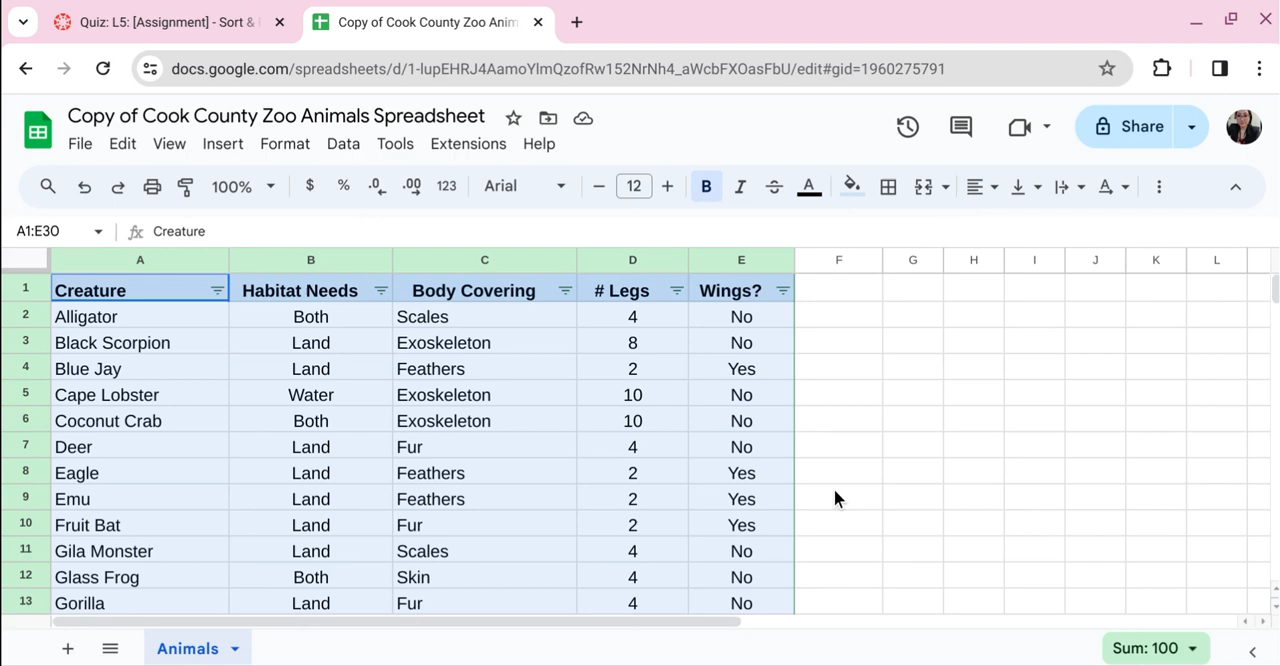 Quiz: L5: [Assignment] - Sort &
Copy of Cook County Zoo Anim
docs.google.com/spreadsheets/d/1-lupEHRJ4AamoYlmQzofRw152NrNh4_aWcbFXOasFbU/edit#gid=1960275791
Copy of Cook County Zoo Animals Spreadsheet
File Edit View Insert Format Data Tools Extensions Help
Share
100% $ % .0 .00 123 Arial 12 B I A A
A1:E30 fx Creature
A B C D E F G H I J K L
1 Creature Habitat Needs Body Covering # Legs Wings?
2 Alligator Both Scales 4 No
3 Black Scorpion Land Exoskeleton 8 No
4 Blue Jay Land Feathers 2 Yes
5 Cape Lobster Water Exoskeleton 10 No
6 Coconut Crab Both Exoskeleton 10 No
7 Deer Land Fur 4 No
8 Eagle Land Feathers 2 Yes
9 Emu Land Feathers 2 Yes
10 Fruit Bat Land Fur 2 Yes
11 Gila Monster Land Scales 4 No
12 Glass Frog Both Skin 4 No
13 Gorilla Land Fur 4 No
Animals Sum: 100